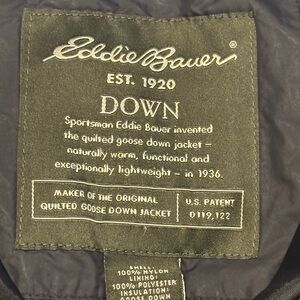 Eddie Bauer®
EST. 1920
DOWN
Sportsman Eddie Bauer invented
the quilted goose down jacket –
naturally warm, functional and
exceptionally lightweight – in 1936.
MAKER OF THE ORIGINAL
QUILTED GOOSE DOWN JACKET
U.S. PATENT
D119,122
SHELL:
100% NYLON
LINING:
100% POLYESTER
INSULATION:
GOOSE DOWN